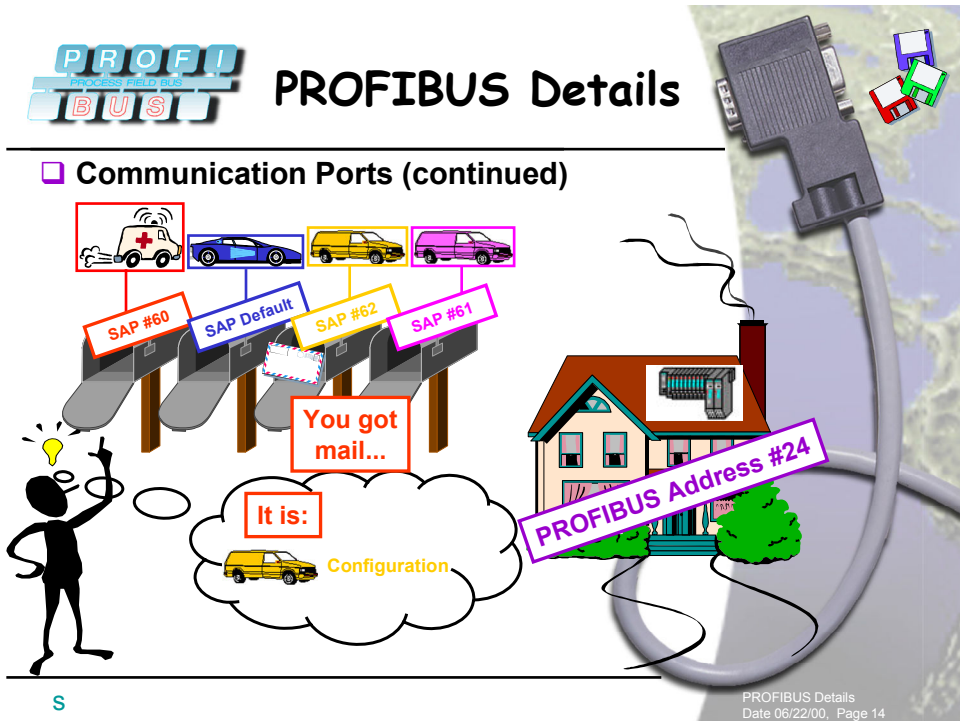 PROFI
PROCESS FIELD BUS
BUS
PROFIBUS Details
Communication Ports (continued)
SAP #60
SAP Default
SAP #62
SAP #61
You got
mail...
It is:
Configuration
PROFIBUS Address #24
S
PROFIBUS Details
Date 06/22/00, Page 14